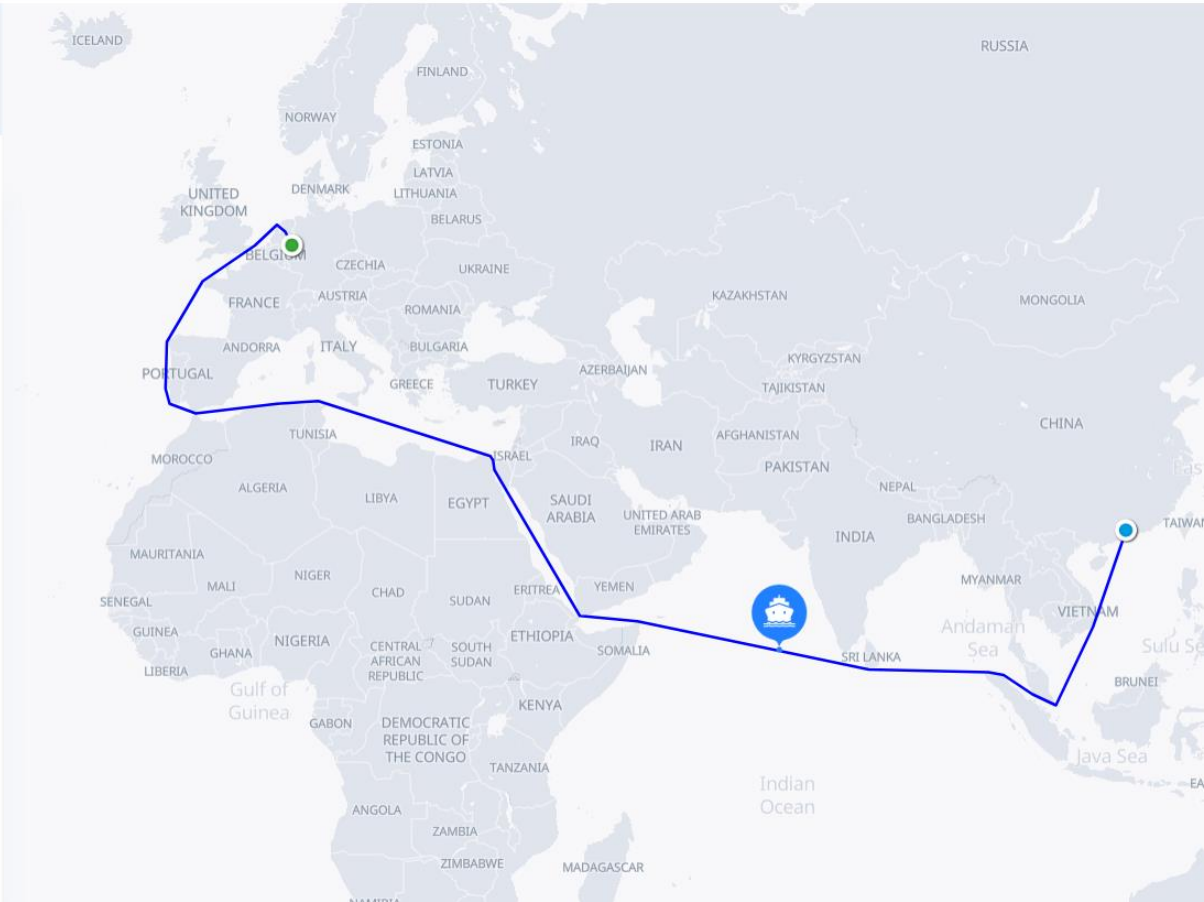 ICELAND
RUSSIA
FINLAND
NORWAY
ESTONIA
LATVIA
DENMARK
LITHUANIA
UNITED
KINGDOM
BELARUS
BELGIUM
CZECHIA
UKRAINE
AUSTRIA
FRANCE
KAZAKHSTAN
MONGOLIA
ROMANIA
ANDORRA
ITALY
BULGARIA
KYRGYZSTAN
PORTUGAL
GREECE
TURKEY
AZERBAIJAN
TAJIKISTAN
CHINA
TUNISIA
IRAQ
IRAN
AFGHANISTAN
MOROCCO
ISRAEL
PAKISTAN
Eas
ALGERIA
LIBYA
EGYPT
SAUDI
ARABIA
NEPAL
UNITED ARAB
EMIRATES
BANGLADESH
TAIWAN
INDIA
MAURITANIA
MALI
NIGER
CHAD
SUDAN
ERITREA
YEMEN
MYANMAR
SENEGAL
VIETNAM
GUINEA
GHANA
NIGERIA
CENTRAL
AFRICAN
REPUBLIC
SOUTH
SUDAN
ETHIOPIA
SOMALIA
SRI LANKA
Andaman
Sea
Sulu Se
LIBERIA
Gulf of
Guinea
BRUNEI
GABON
KENYA
DEMOCRATIC
REPUBLIC OF
THE CONGO
TANZANIA
Java Sea
Indian
Ocean
EA
ANGOLA
ZAMBIA
ZIMBABWE
MADAGASCAR
NAMIBIA